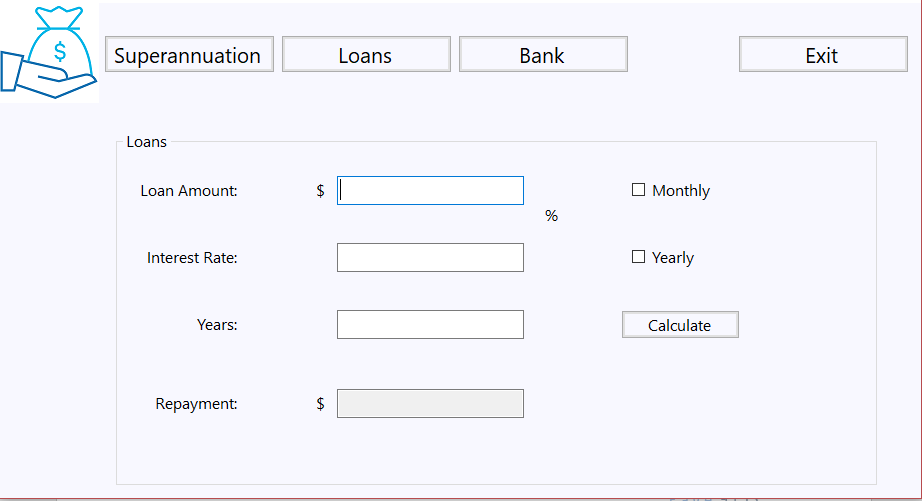 $
Superannuation
Loans
Bank
Exit
Loans
Loan Amount:
$
Monthly
%
Interest Rate:
Yearly
Years:
Calculate
Repayment:
$